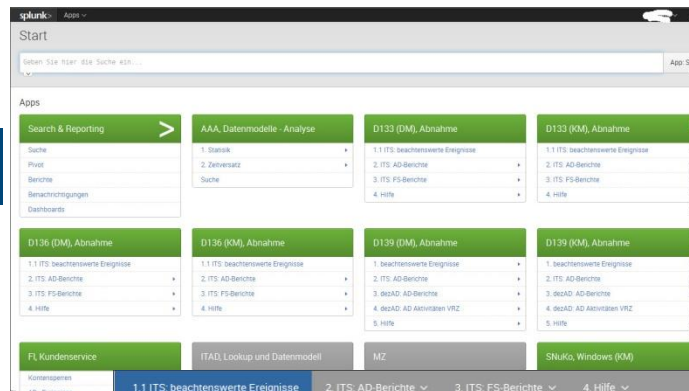 splunk> Apps
Start
Geben Sie hier die Suche ein...
App: S
Apps
Search & Reporting >
Suche
Pivot
Berichte
Benachrichtigungen
Dashboards
AAA, Datenmodelle - Analyse
1. Statistik
2. Zeitversatz
Suche
D133 (DM), Abnahme
1.1 ITS: beachtenswerte Ereignisse
2. ITS: AD-Berichte
3. ITS: FS-Berichte
4. Hilfe
D133 (KM), Abnahme
1.1 ITS: beachtenswerte Ereignisse
2. ITS: AD-Berichte
3. ITS: FS-Berichte
4. Hilfe
D136 (DM), Abnahme
1.1 ITS: beachtenswerte Ereignisse
2. ITS: AD-Berichte
3. ITS: FS-Berichte
4. Hilfe
D136 (KM), Abnahme
1.1 ITS: beachtenswerte Ereignisse
2. ITS: AD-Berichte
3. ITS: FS-Berichte
4. Hilfe
D139 (DM), Abnahme
1. beachtenswerte Ereignisse
2. ITS: AD-Berichte
3. dezAD: AD-Berichte
4. dezAD: AD Aktivitäten VRZ
5. Hilfe
D139 (KM), Abnahme
1. beachtenswerte Ereignisse
2. ITS: AD-Berichte
3. dezAD: AD-Berichte
4. dezAD: AD Aktivitäten VRZ
5. Hilfe
FI, Kundenservice
Kontensperren
ITAD, Lookup und Datenmodell
MZ
SNuKo, Windows (KM)
1.1 ITS: beachtenswerte Ereignisse 2. ITS: AD-Berichte 3. ITS: FS-Berichte 4. Hilfe